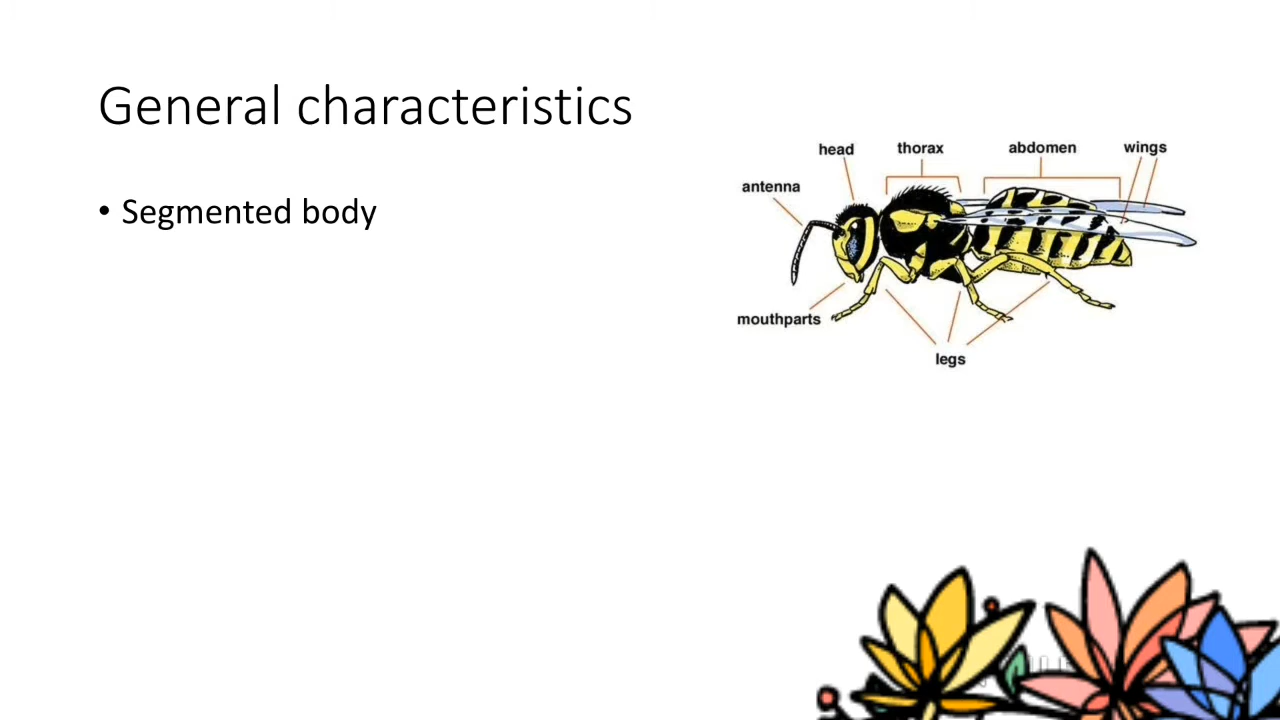 General characteristics
• Segmented body
head
thorax
abdomen
wings
antenna
mouthparts
legs